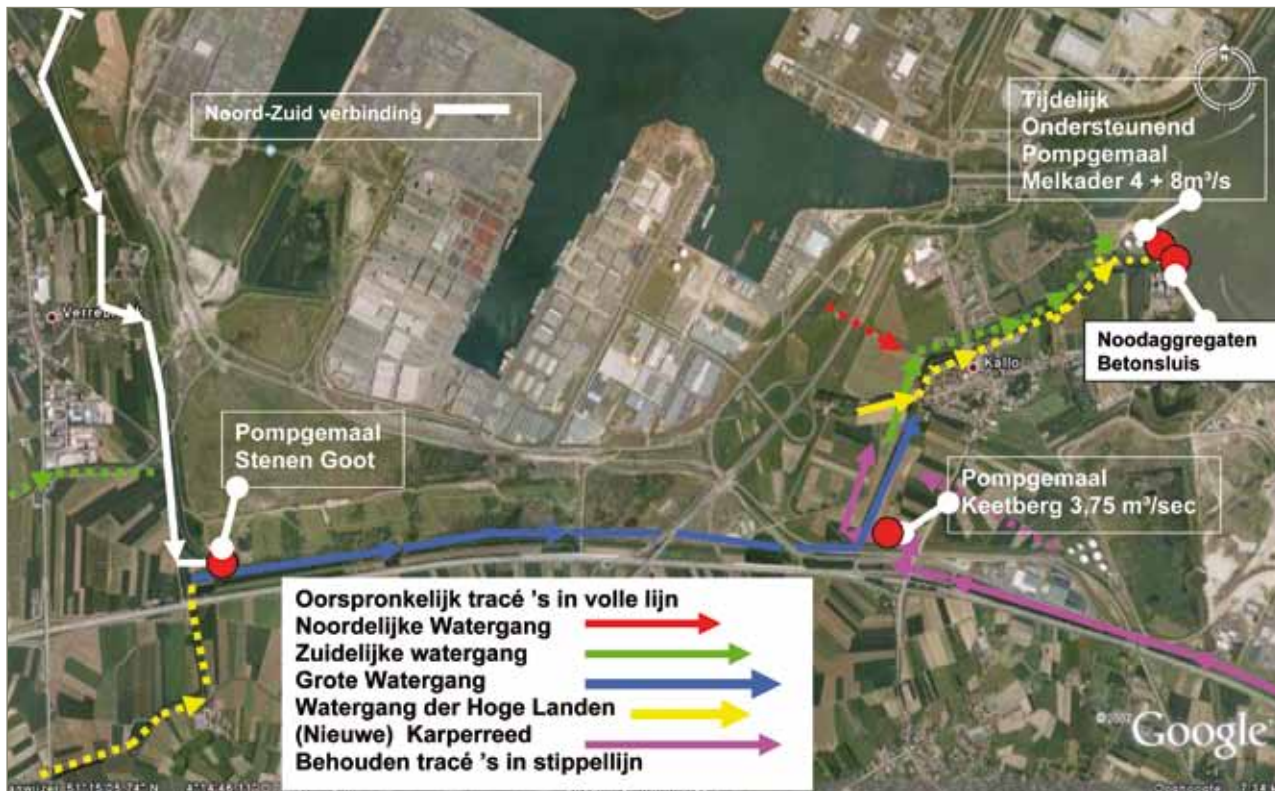 Noord-Zuid verbinding
Tijdelijk
Ondersteunend
Pompgemaal
Melkader 4 + 8m³/s
Noodaggregaten
Betonsluis
Kallo
Pompgemaal
Stenen Goot
Pompgemaal
Keetberg 3,75 m³/sec
Oorspronkelijk tracé 's in volle lijn
Noordelijke Watergang
Zuidelijke watergang
Grote Watergang
Watergang der Hoge Landen
(Nieuwe) Karperreed
Behouden tracé 's in stippellijn
Google